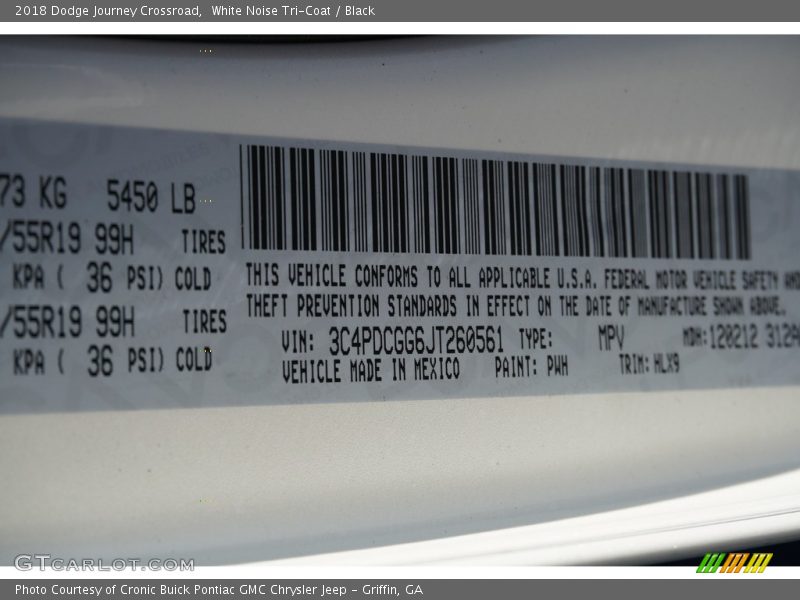 2018 Dodge Journey Crossroad, White Noise Tri-Coat / Black
73 KG 5450 LB
/55R19 99H TIRES
KPA ( 36 PSI) COLD
/55R19 99H TIRES
KPA ( 36 PSI) COLD
THIS VEHICLE CONFORMS TO ALL APPLICABLE U.S.A. FEDERAL MOTOR VEHICLE SAFETY AND
THEFT PREVENTION STANDARDS IN EFFECT ON THE DATE OF MANUFACTURE SHOWN ABOVE.
VIN: 3C4PDCGG6JT260561 TYPE: MPV MDH: 120212 312A
VEHICLE MADE IN MEXICO PAINT: PWH TRIM: HLX9
GTcarlot.com
Photo Courtesy of Cronic Buick Pontiac GMC Chrysler Jeep - Griffin, GA